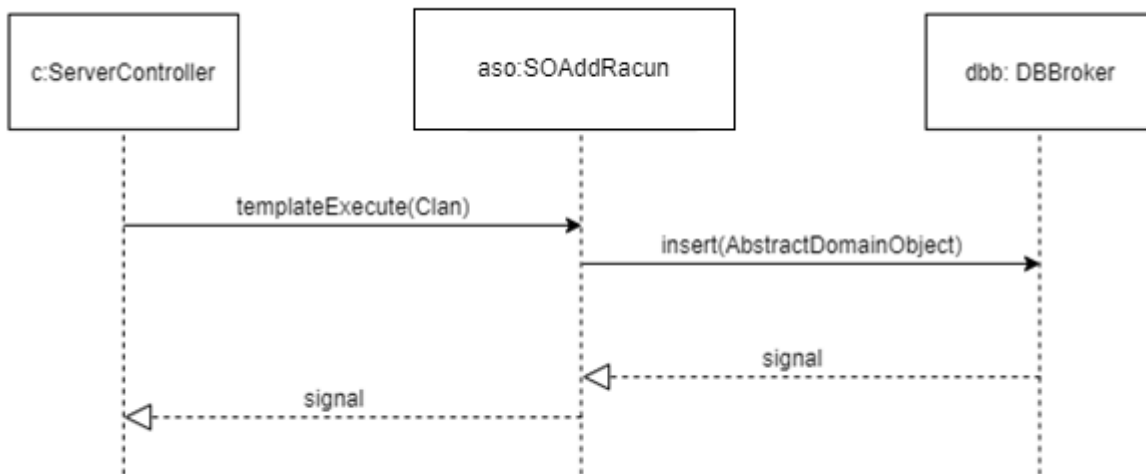 c:ServerController
aso:SOAddRacun
dbb: DBBroker
templateExecute(Clan)
insert(AbstractDomainObject)
signal
signal